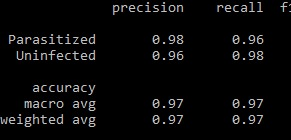 precision recall f1
Parasitized 0.98 0.96
Uninfected 0.96 0.98
accuracy
macro avg 0.97 0.97
weighted avg 0.97 0.97